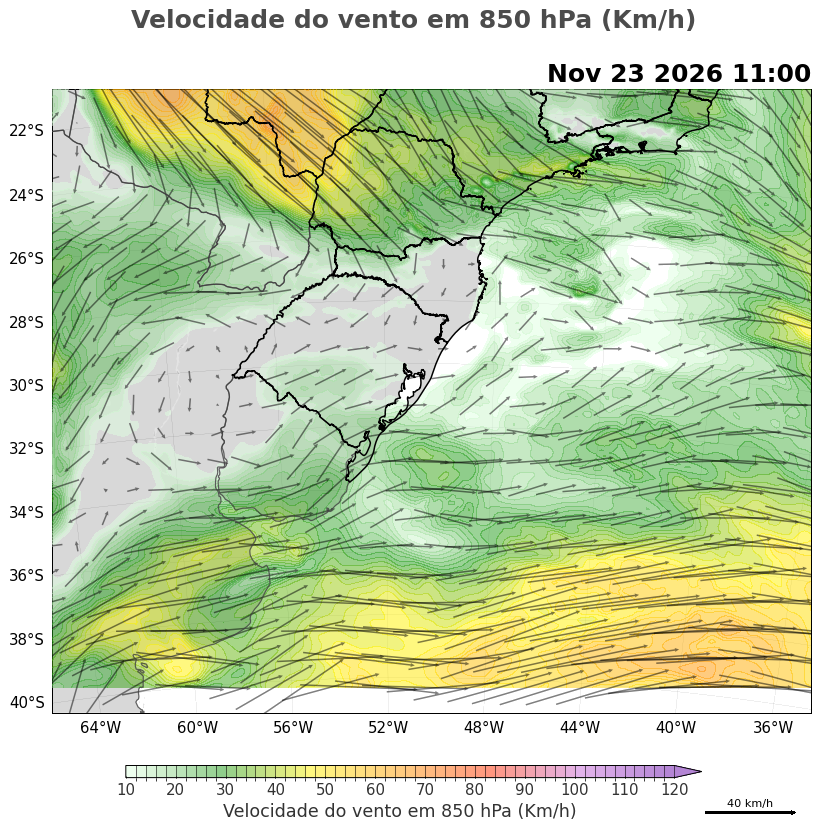 Velocidade do vento em 850 hPa (Km/h)
Nov 23 2026 11:00
22°S
24°S
26°S
28°S
30°S
32°S
34°S
36°S
38°S
40°S
64°W 60°W 56°W 52°W 48°W 44°W 40°W 36°W
10 20 30 40 50 60 70 80 90 100 110 120
Velocidade do vento em 850 hPa (Km/h)
40 km/h